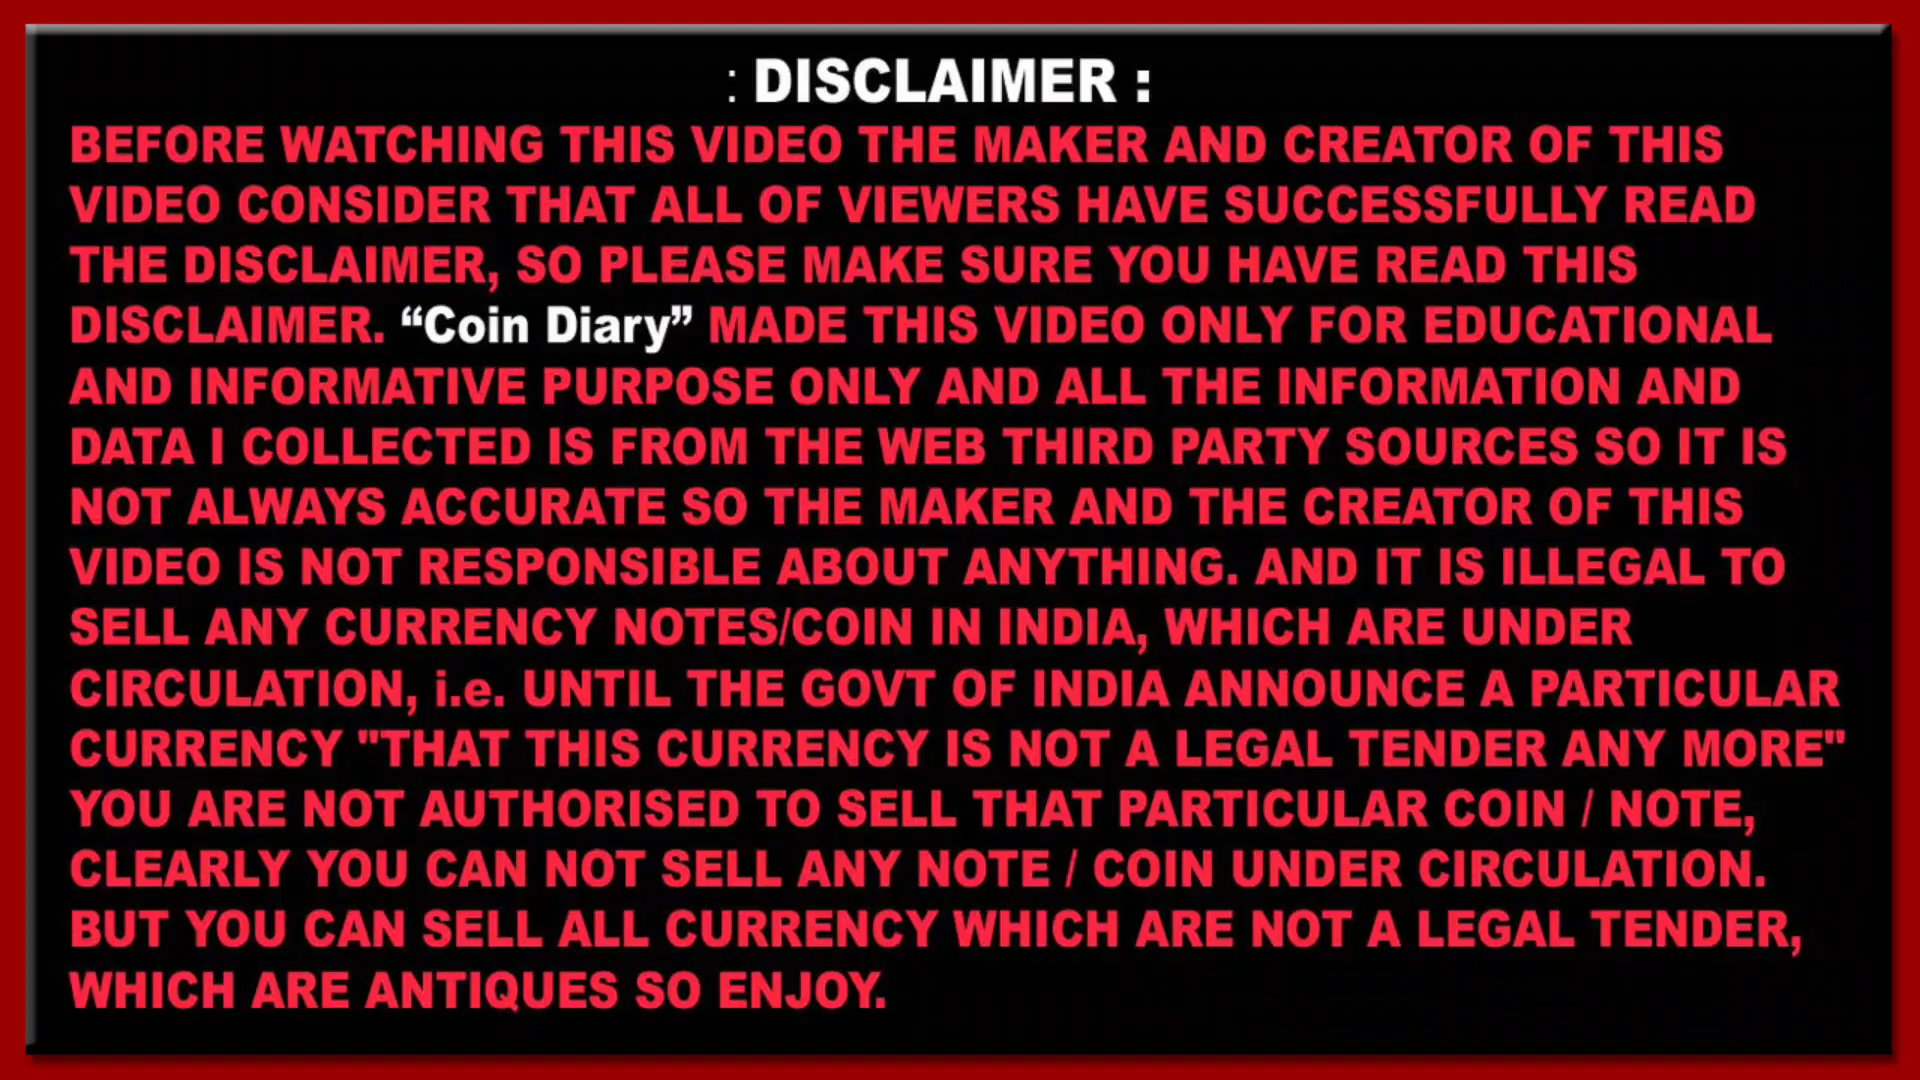 : DISCLAIMER :
BEFORE WATCHING THIS VIDEO THE MAKER AND CREATOR OF THIS
VIDEO CONSIDER THAT ALL OF VIEWERS HAVE SUCCESSFULLY READ
THE DISCLAIMER, SO PLEASE MAKE SURE YOU HAVE READ THIS
DISCLAIMER. “Coin Diary” MADE THIS VIDEO ONLY FOR EDUCATIONAL
AND INFORMATIVE PURPOSE ONLY AND ALL THE INFORMATION AND
DATA I COLLECTED IS FROM THE WEB THIRD PARTY SOURCES SO IT IS
NOT ALWAYS ACCURATE SO THE MAKER AND THE CREATOR OF THIS
VIDEO IS NOT RESPONSIBLE ABOUT ANYTHING. AND IT IS ILLEGAL TO
SELL ANY CURRENCY NOTES/COIN IN INDIA, WHICH ARE UNDER
CIRCULATION, i.e. UNTIL THE GOVT OF INDIA ANNOUNCE A PARTICULAR
CURRENCY "THAT THIS CURRENCY IS NOT A LEGAL TENDER ANY MORE"
YOU ARE NOT AUTHORISED TO SELL THAT PARTICULAR COIN / NOTE,
CLEARLY YOU CAN NOT SELL ANY NOTE / COIN UNDER CIRCULATION.
BUT YOU CAN SELL ALL CURRENCY WHICH ARE NOT A LEGAL TENDER,
WHICH ARE ANTIQUES SO ENJOY.